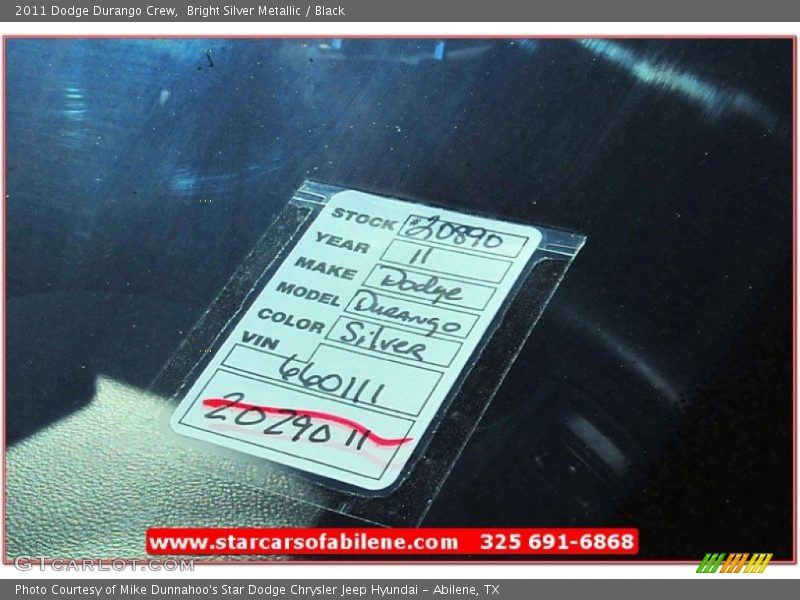 2011 Dodge Durango Crew,  Bright Silver Metallic / Black
STOCK #20890
YEAR 11
MAKE Dodge
MODEL DURANGO
COLOR Silver
VIN
660111
2029011
www.starcarsofabilene.com   325 691-6868
GTCARLOT.COM
Photo Courtesy of Mike Dunnahoo's Star Dodge Chrysler Jeep Hyundai - Abilene, TX